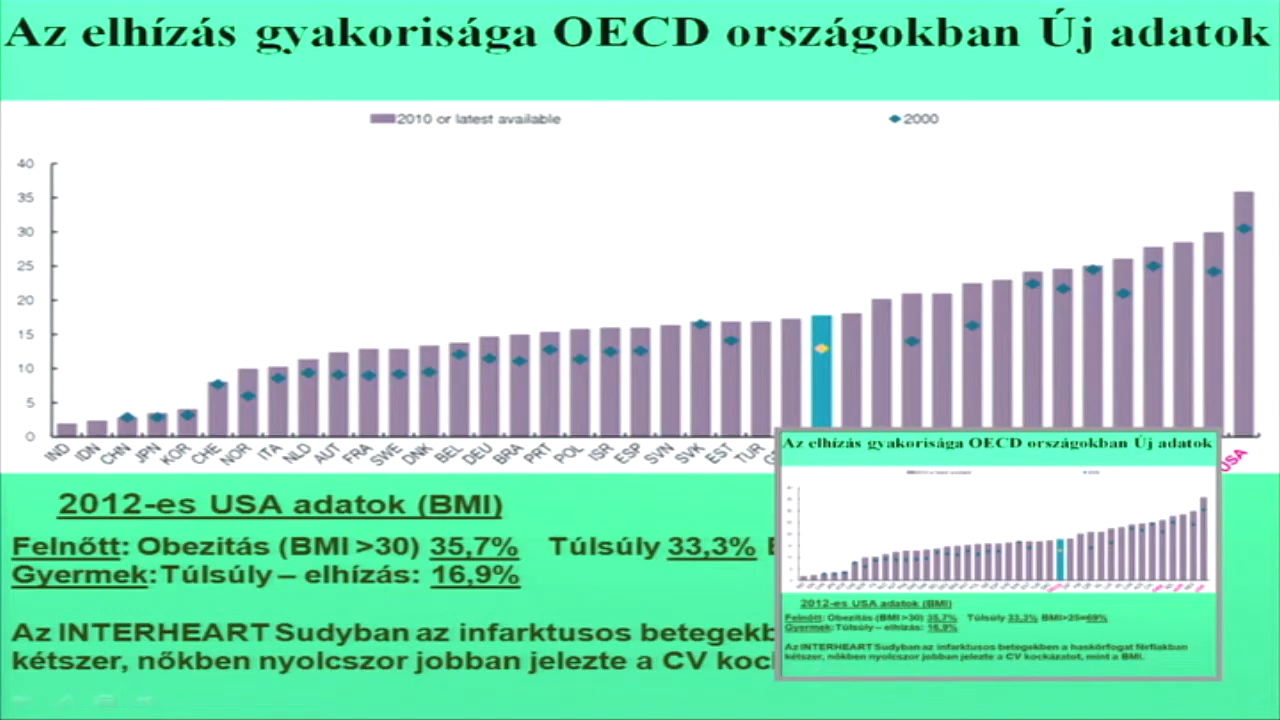 Az elhízás gyakorisága OECD országokban Új adatok
2010 or latest available 2000
40
35
30
25
20
15
10
5
0
IND IDN CHN JPN KOR CHE NOR ITA NLD AUT FRA SWE DNK BEL DEU BRA PRT POL ISR ESP SVN SVK EST TUR USA
2012-es USA adatok (BMI)
Felnőtt: Obezitás (BMI >30) 35,7% Túlsúly 33,3%
Gyermek: Túlsúly – elhízás: 16,9%
Az INTERHEART Sudyban az infarktusos betegekb
kétszer, nőkben nyolcszor jobban jelezte a CV koc
Az elhízás gyakorisága OECD országokban Új adatok
2012-es USA adatok (BMI)
Felnőtt: Obezitás (BMI >30) 35,7% Túlsúly 33,3% BMI>25=69%
Gyermek: Túlsúly – elhízás: 16,9%
Az INTERHEART Sudyban az infarktusos betegekben a haskörfogat férfiakban
kétszer, nőkben nyolcszor jobban jelezte a CV kockázatot, mint a BMI.